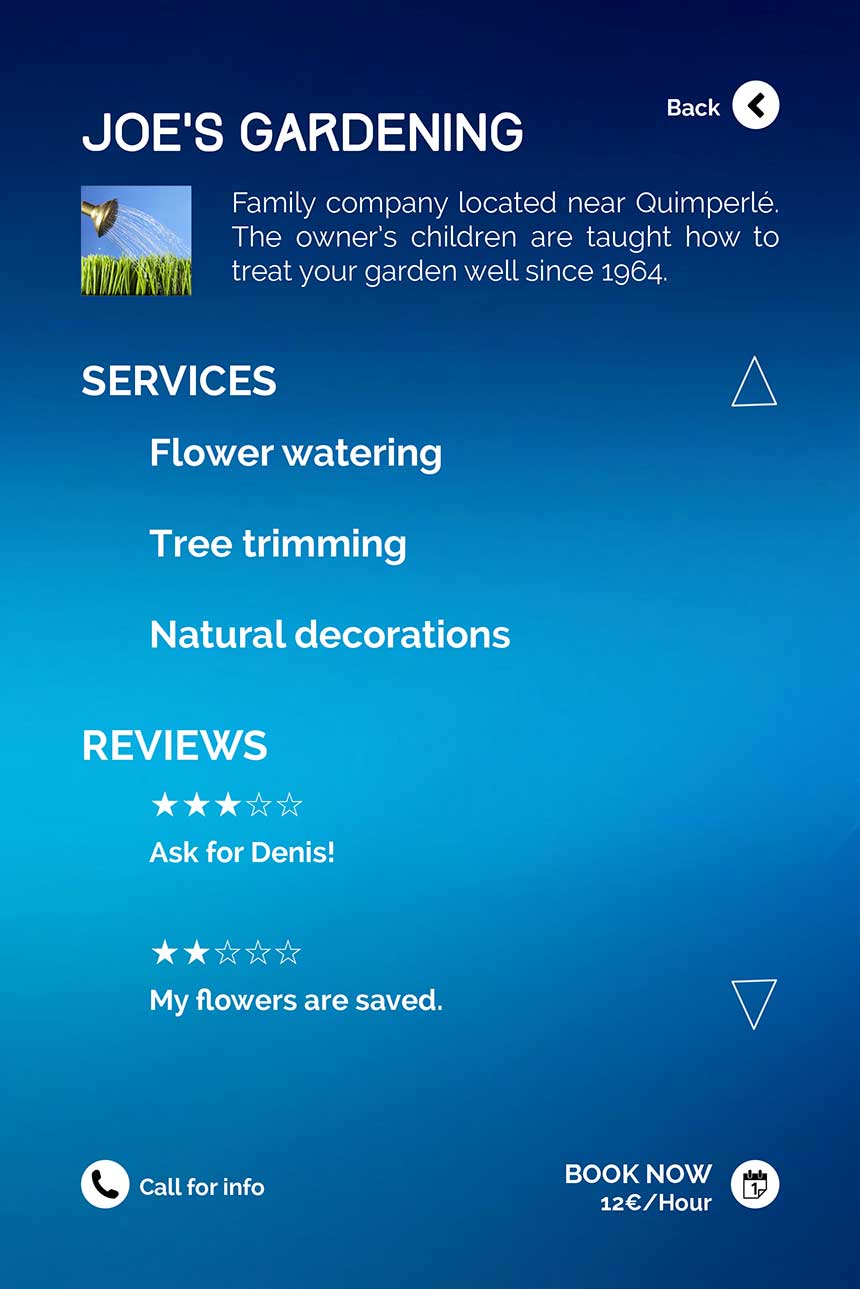 Back
JOE'S GARDENING
Family company located near Quimperlé.
The owner's children are taught how to
treat your garden well since 1964.
SERVICES
Flower watering
Tree trimming
Natural decorations
REVIEWS
★★★☆☆
Ask for Denis!
★★☆☆☆
My flowers are saved.
Call for info
BOOK NOW
12€/Hour
1